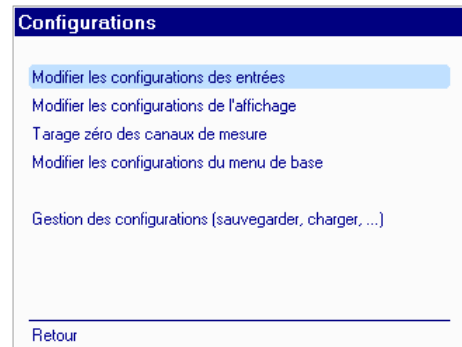 Configurations
Modifier les configurations des entrées
Modifier les configurations de l'affichage
Tarage zéro des canaux de mesure
Modifier les configurations du menu de base
Gestion des configurations (sauvegarder, charger, ...)
Retour